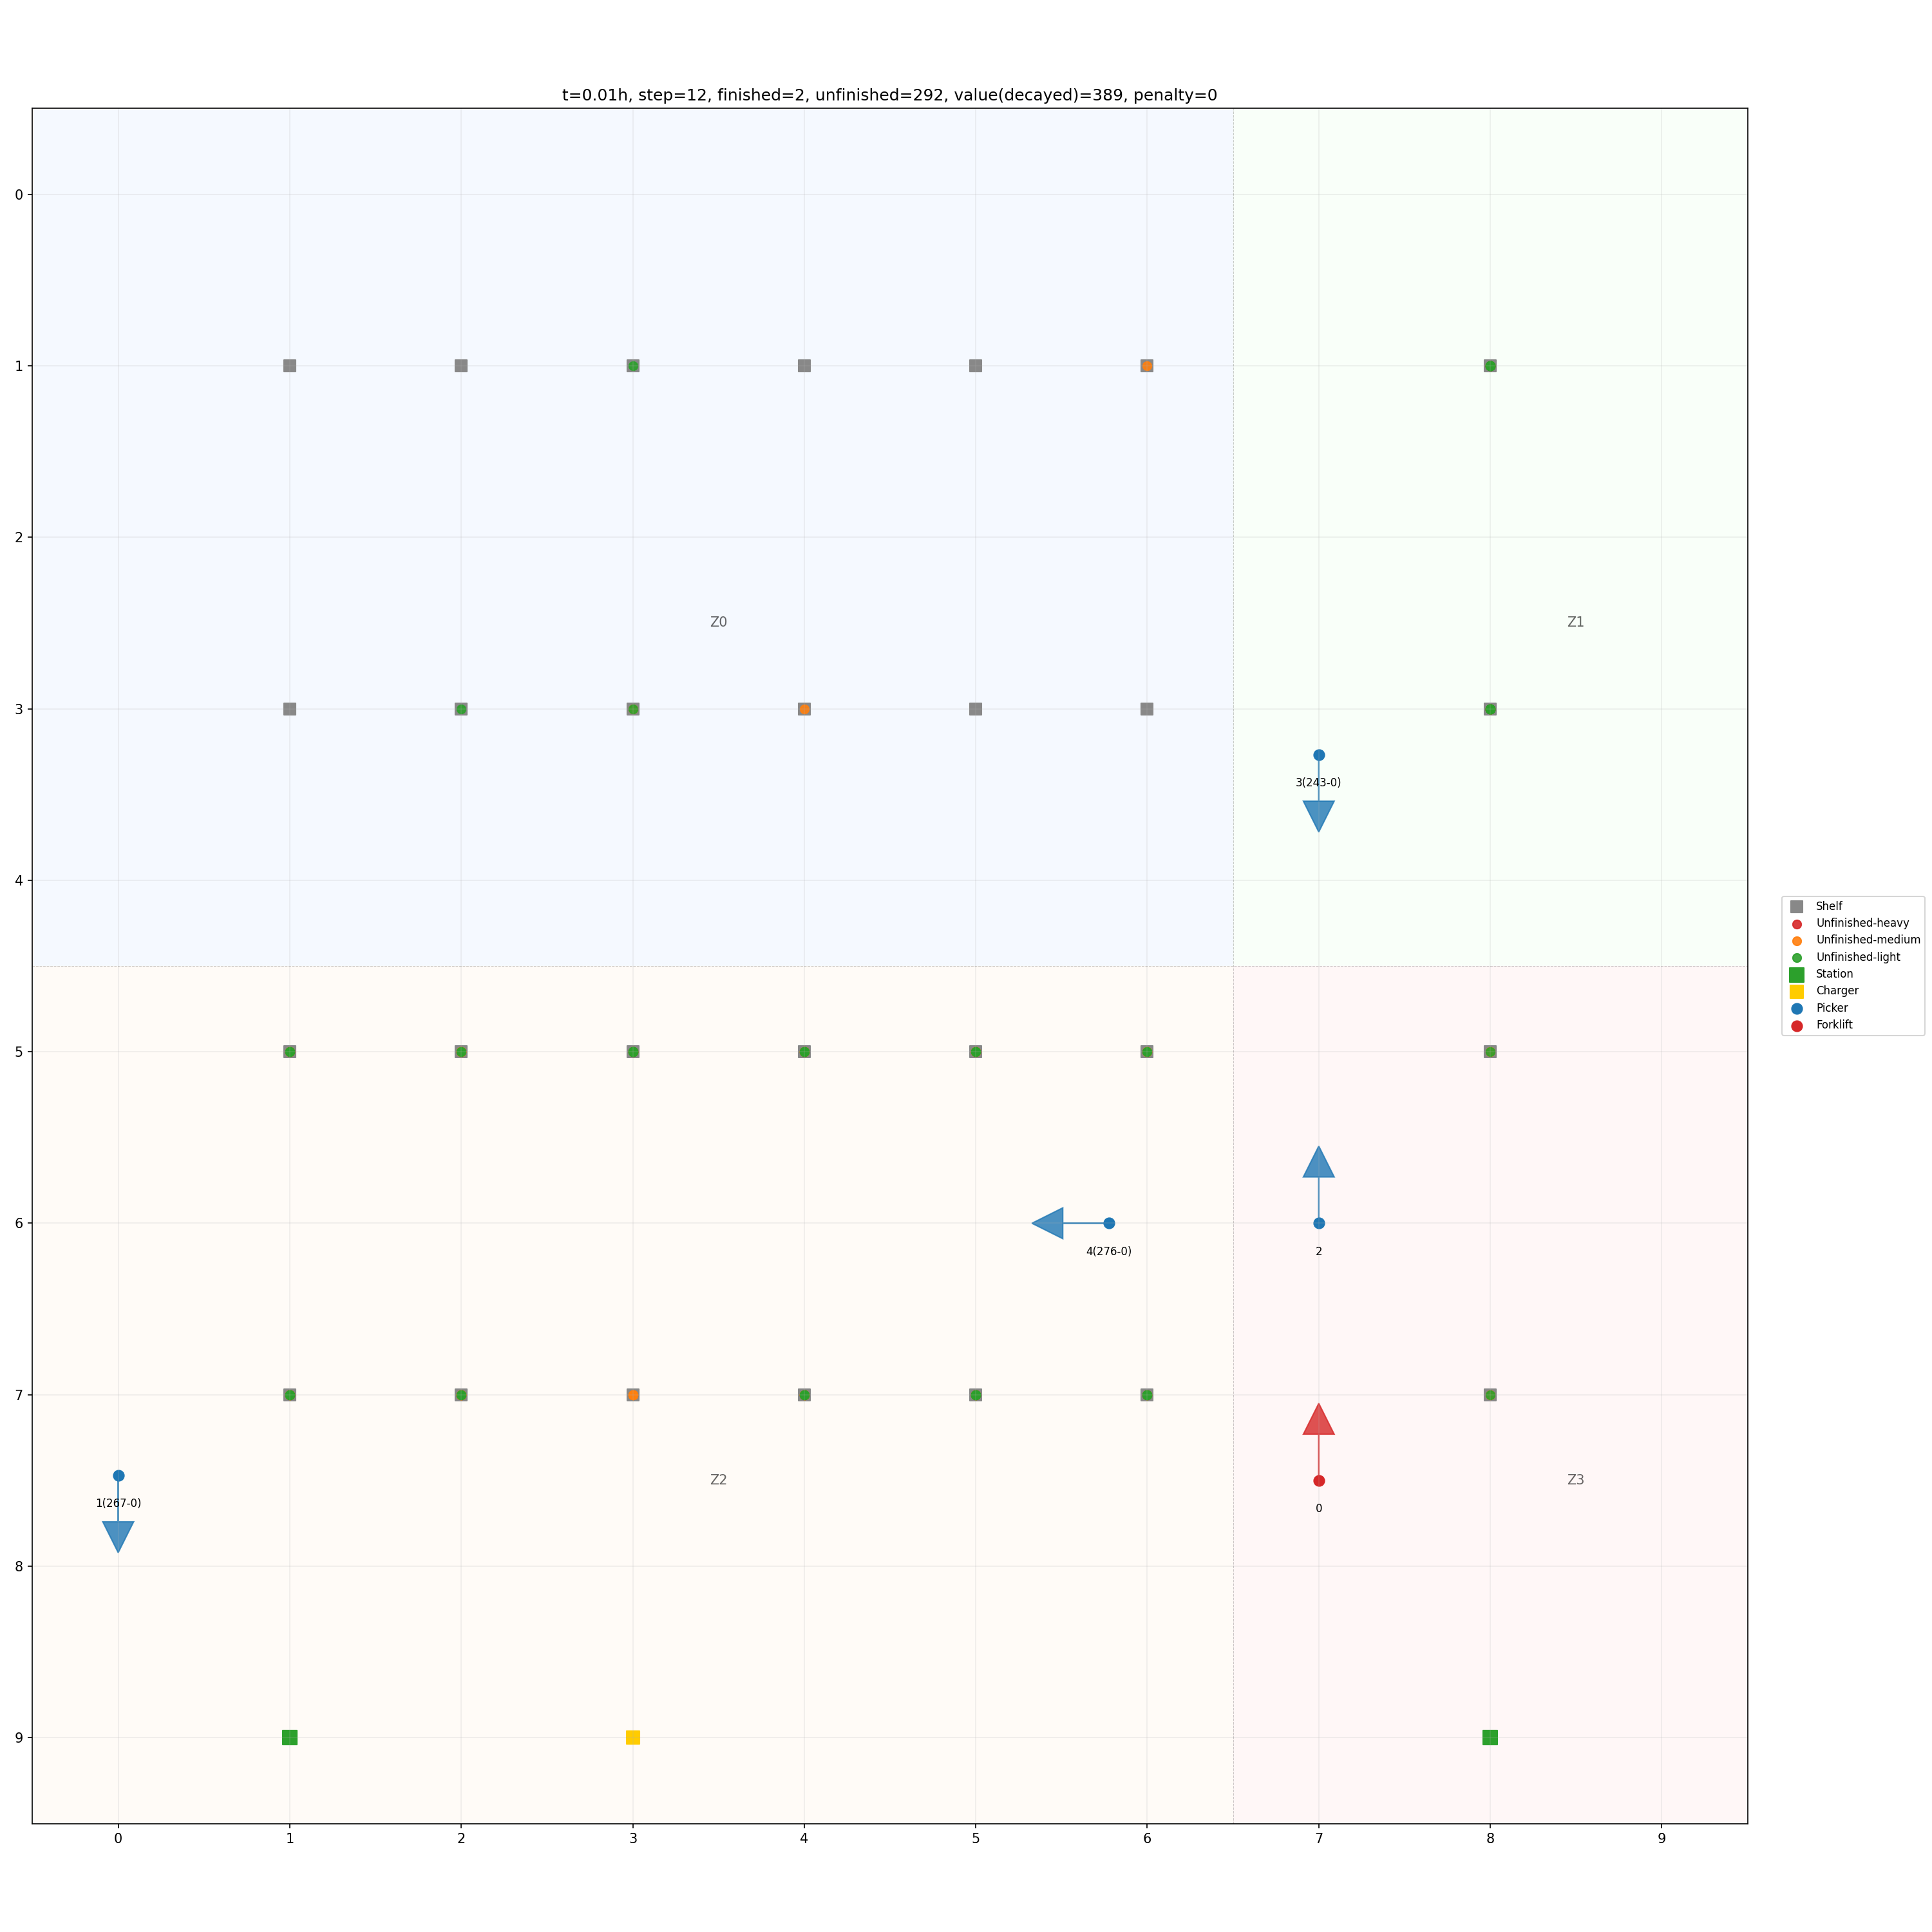 t=0.01h, step=12, finished=2, unfinished=292, value(decayed)=389, penalty=0
0
1
2
Z0
Z1
3
3(243-0)
4
Shelf
Unfinished-heavy
Unfinished-medium
Unfinished-light
Station
Charger
Picker
Forklift
5
6
4(276-0)
2
7
Z2
Z3
1(267-0)
0
8
9
0 1 2 3 4 5 6 7 8 9